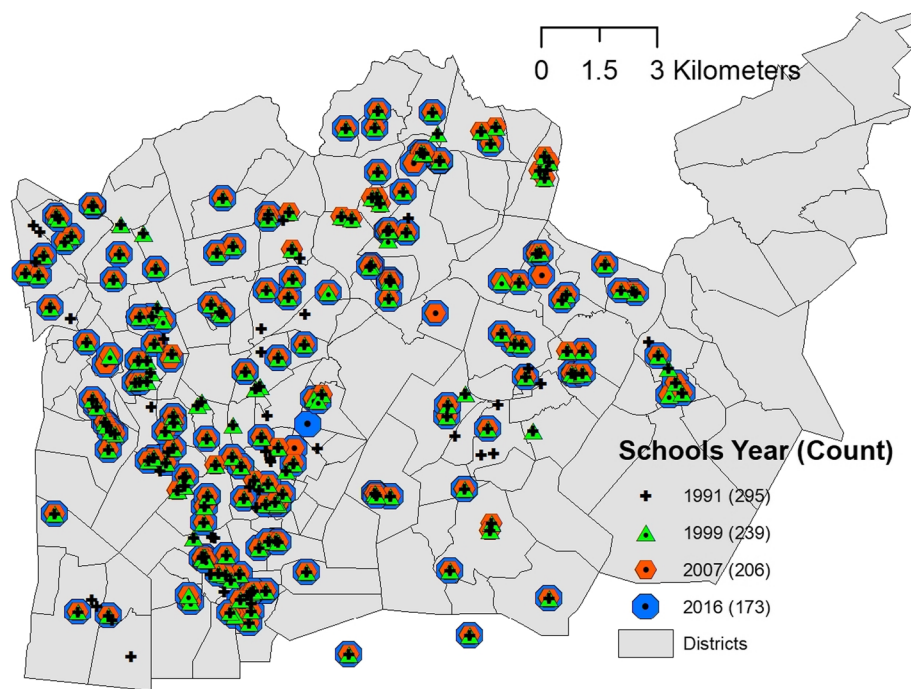 0 1.5 3 Kilometers
Schools Year (Count)
1991 (295)
1999 (239)
2007 (206)
2016 (173)
Districts